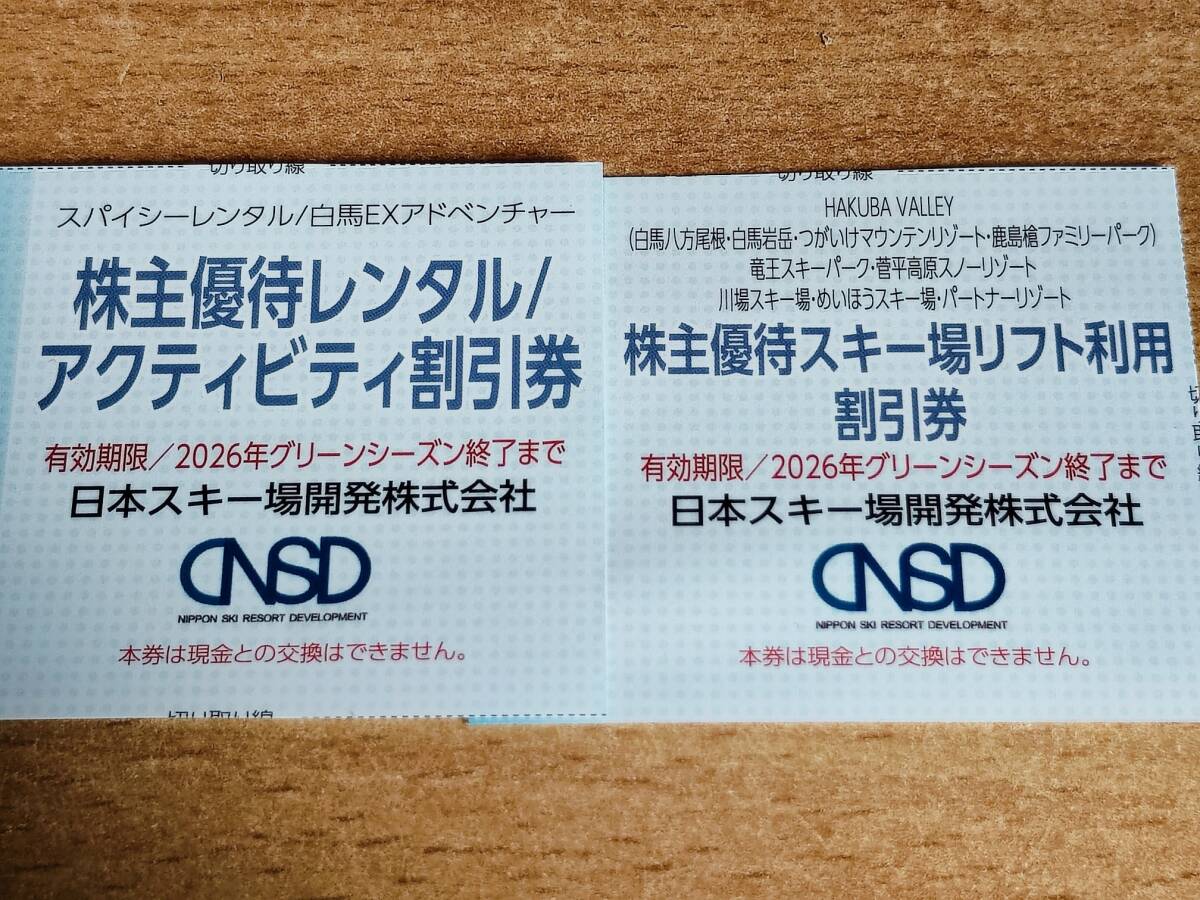 切り取り線
スパイシーレンタル/白馬EXアドベンチャー
株主優待レンタル/
アクティビティ割引券
有効期限／2026年グリーンシーズン終了まで
日本スキー場開発株式会社
NSD
NIPPON SKI RESORT DEVELOPMENT
本券は現金との交換はできません。
切り取り線
切り取り線
HAKUBA VALLEY
(白馬八方尾根・白馬岩岳・つがいけマウンテンリゾート・鹿島槍ファミリーパーク)
竜王スキーパーク・菅平高原スノーリゾート
川場スキー場・めいほうスキー場・パートナーリゾート
株主優待スキー場リフト利用
割引券
有効期限／2026年グリーンシーズン終了まで
日本スキー場開発株式会社
NSD
NIPPON SKI RESORT DEVELOPMENT
本券は現金との交換はできません。